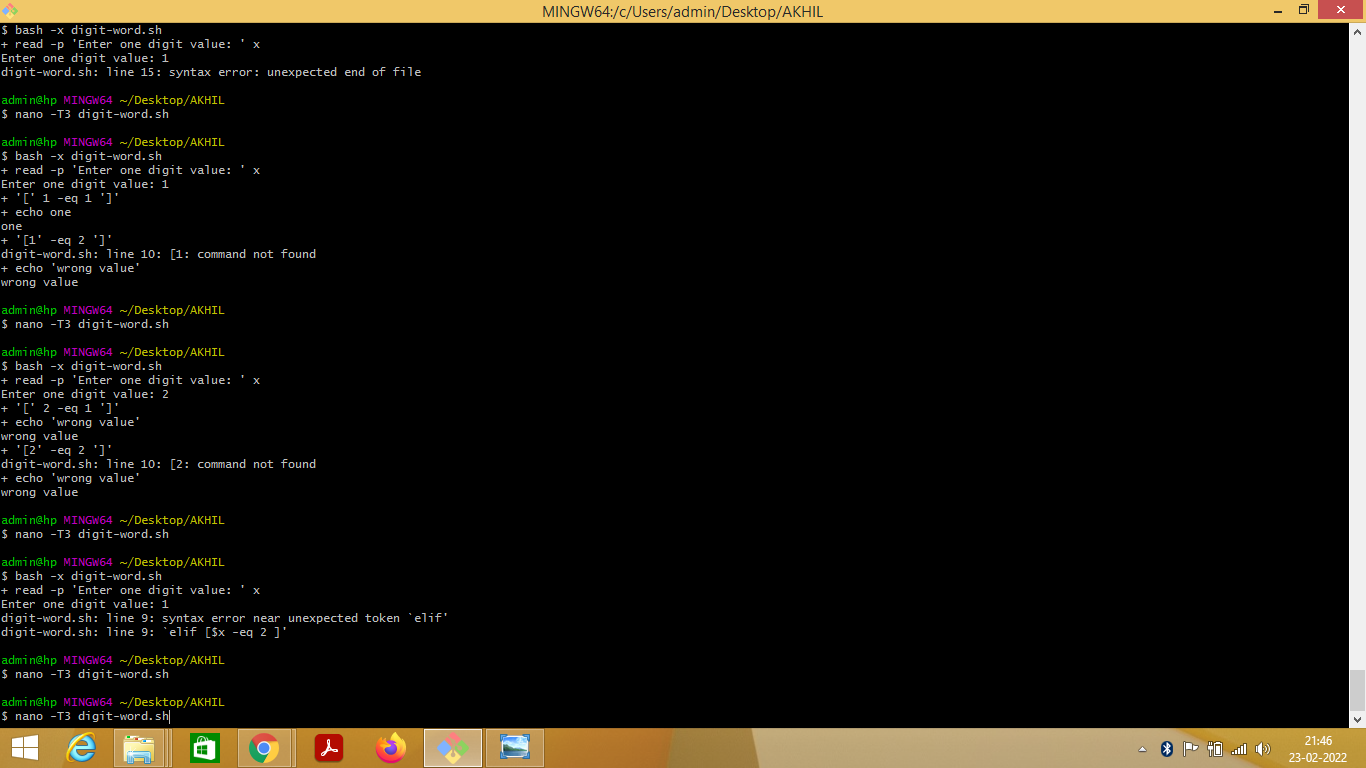 MINGW64:/c/Users/admin/Desktop/AKHIL
$ bash -x digit-word.sh
+ read -p 'Enter one digit value: ' x
Enter one digit value: 1
digit-word.sh: line 15: syntax error: unexpected end of file
admin@hp MINGW64 ~/Desktop/AKHIL
$ nano -T3 digit-word.sh
admin@hp MINGW64 ~/Desktop/AKHIL
$ bash -x digit-word.sh
+ read -p 'Enter one digit value: ' x
Enter one digit value: 1
+ '[' 1 -eq 1 ']'
+ echo one
one
+ '[1' -eq 2 ']'
digit-word.sh: line 10: [1: command not found
+ echo 'wrong value'
wrong value
admin@hp MINGW64 ~/Desktop/AKHIL
$ nano -T3 digit-word.sh
admin@hp MINGW64 ~/Desktop/AKHIL
$ bash -x digit-word.sh
+ read -p 'Enter one digit value: ' x
Enter one digit value: 2
+ '[' 2 -eq 1 ']'
+ echo 'wrong value'
wrong value
+ '[2' -eq 2 ']'
digit-word.sh: line 10: [2: command not found
+ echo 'wrong value'
wrong value
admin@hp MINGW64 ~/Desktop/AKHIL
$ nano -T3 digit-word.sh
admin@hp MINGW64 ~/Desktop/AKHIL
$ bash -x digit-word.sh
+ read -p 'Enter one digit value: ' x
Enter one digit value: 1
digit-word.sh: line 9: syntax error near unexpected token `elif'
digit-word.sh: line 9: `elif [$x -eq 2 ]'
admin@hp MINGW64 ~/Desktop/AKHIL
$ nano -T3 digit-word.sh
admin@hp MINGW64 ~/Desktop/AKHIL
$ nano -T3 digit-word.sh
21:46
23-02-2022